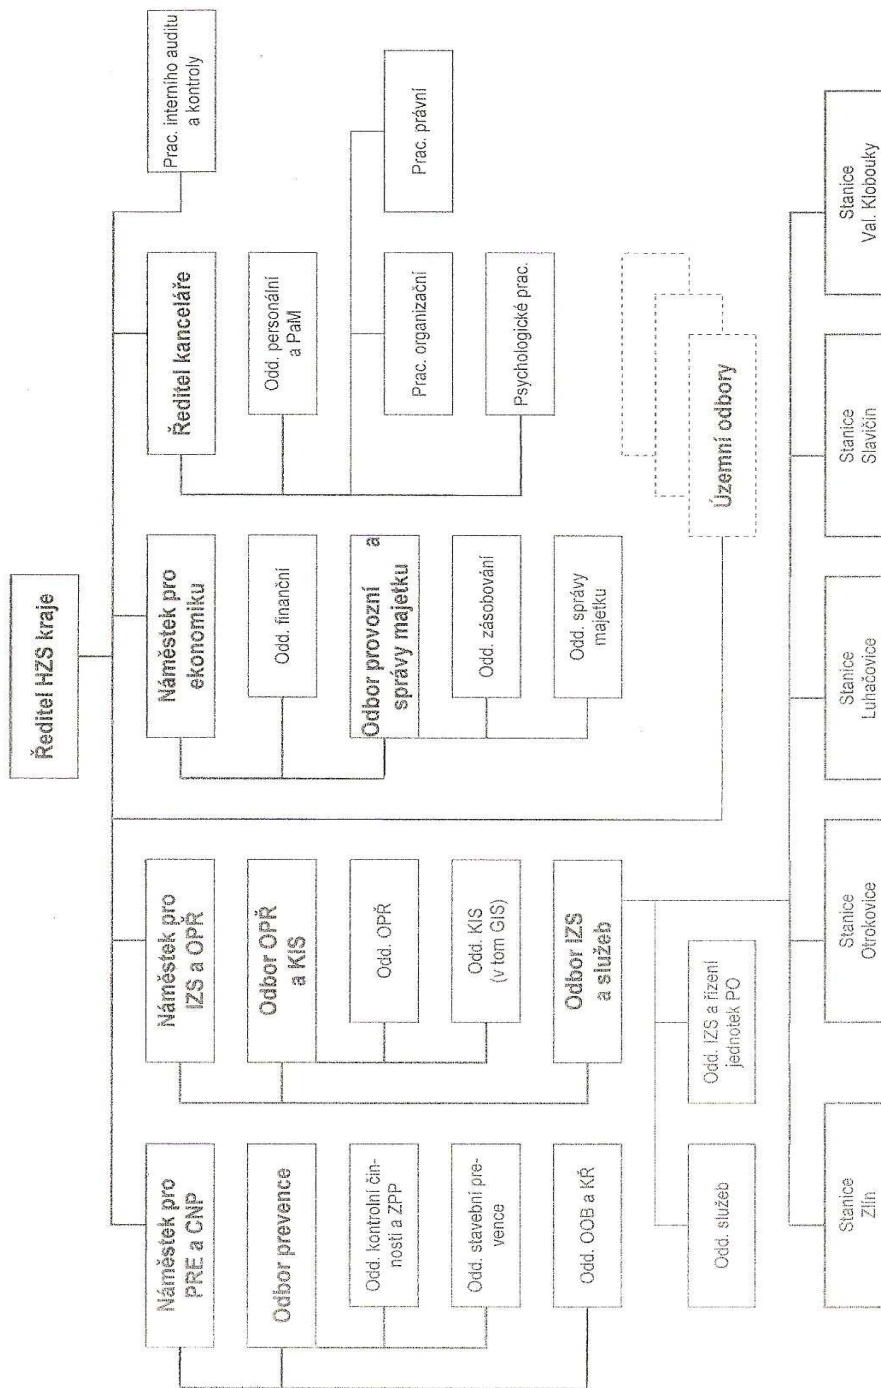 Ředitel HZS kraje
Náměstek pro
PRE a CNP
Odbor prevence
Odd. kontrolní čin-
nosti a ZPP
Odd. stavební pre-
vence
Odd. OOB a KŘ
Náměstek pro
IZS a OPŘ
Odbor OPŘ
a KIS
Odd. OPŘ
Odd. KIS
(v tom GIS)
Odbor IZS
a služeb
Odd. služeb
Odd. IZS a řízení
jednotek PO
Náměstek pro
ekonomiku
Odd. finanční
Odbor provozní a
správy majetku
Odd. zásobování
Odd. správy
majetku
Ředitel kanceláře
Odd. personální
a PaM
Prac. organizační
Prac. právní
Psychologické prac.
Prac. interního auditu
a kontroly
Územní odbory
Stanice
Zlín
Stanice
Otrokovice
Stanice
Luhačovice
Stanice
Slavičín
Stanice
Val. Klobouky